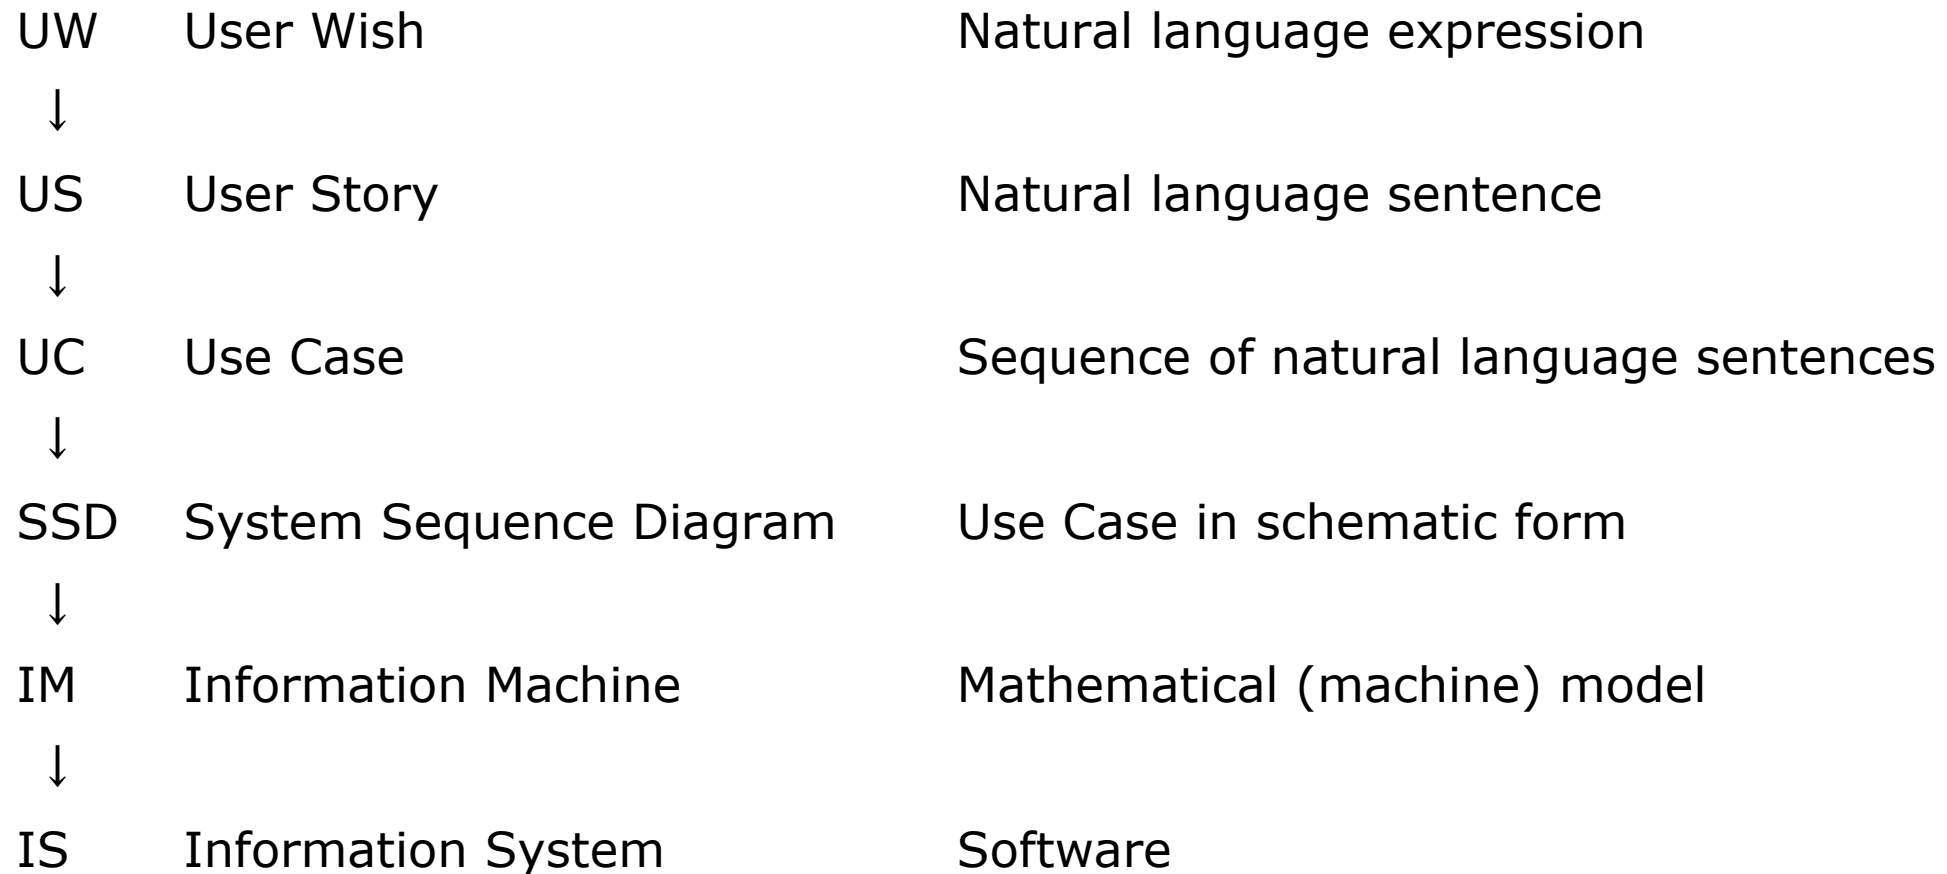 UW User Wish Natural language expression
↓
US User Story Natural language sentence
↓
UC Use Case Sequence of natural language sentences
↓
SSD System Sequence Diagram Use Case in schematic form
↓
IM Information Machine Mathematical (machine) model
↓
IS Information System Software